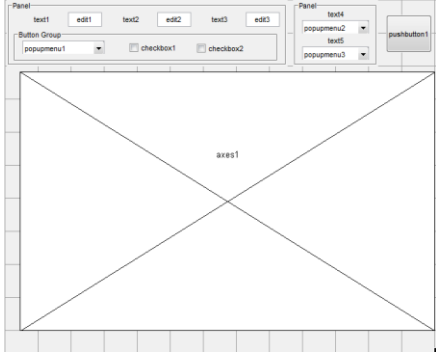 Panel
text1 edit1 text2 edit2 text3 edit3
Button Group
popupmenu1 checkbox1 checkbox2
Panel
text4
popupmenu2
text5
popupmenu3
pushbutton1
axes1